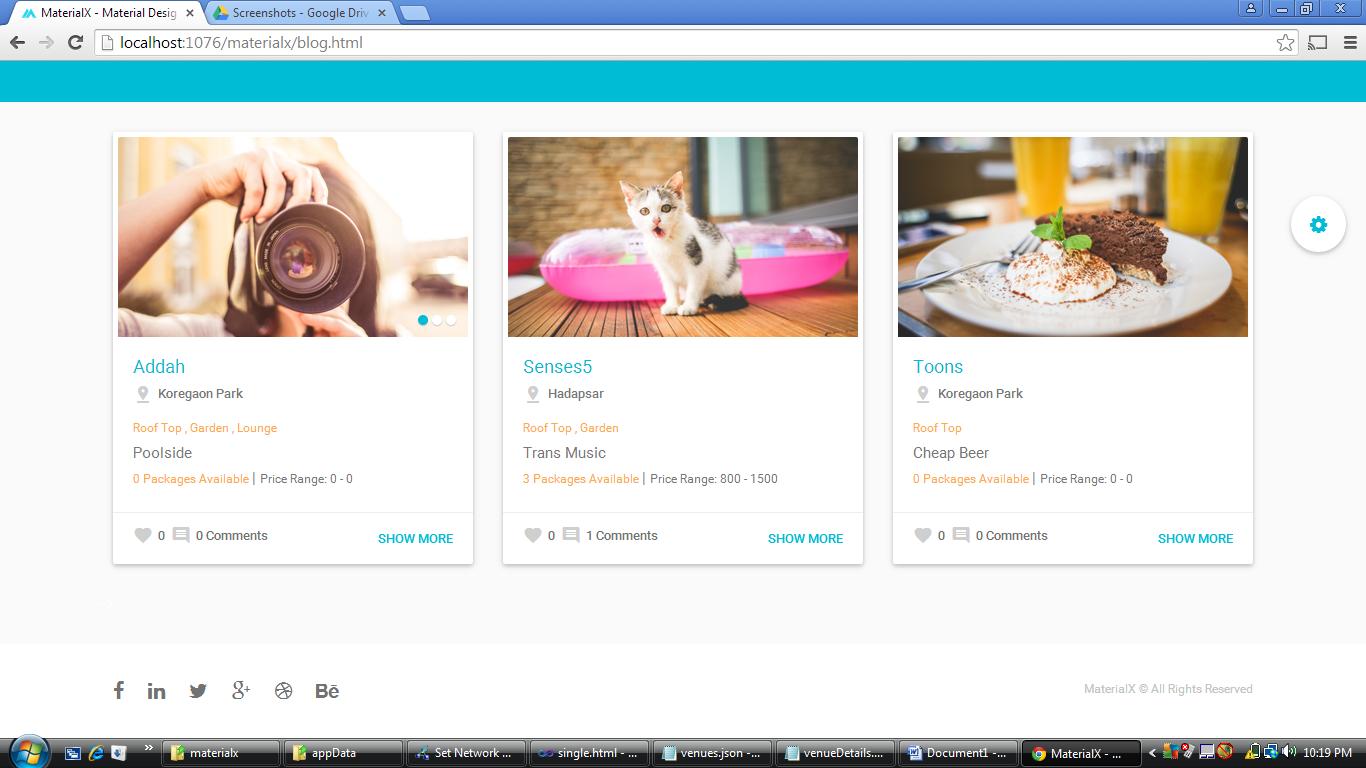 MaterialX - Material Desig
Screenshots - Google Driv
localhost:1076/materialx/blog.html
Addah
Koregaon Park
Roof Top , Garden , Lounge
Poolside
0 Packages Available | Price Range: 0 - 0
0 0 Comments SHOW MORE
Senses5
Hadapsar
Roof Top , Garden
Trans Music
3 Packages Available | Price Range: 800 - 1500
0 1 Comments SHOW MORE
Toons
Koregaon Park
Roof Top
Cheap Beer
0 Packages Available | Price Range: 0 - 0
0 0 Comments SHOW MORE
MaterialX © All Rights Reserved
materialx
appData
Set Network ...
single.html - ...
venues.json -...
venueDetails....
Document1 -...
MaterialX - ...
10:19 PM